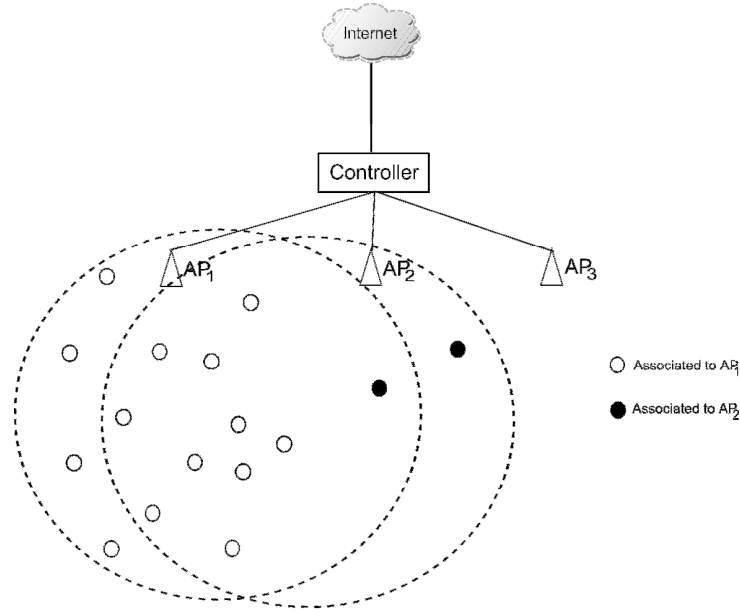 Internet
Controller
AP1
AP2
AP3
Associated to AP1
Associated to AP2